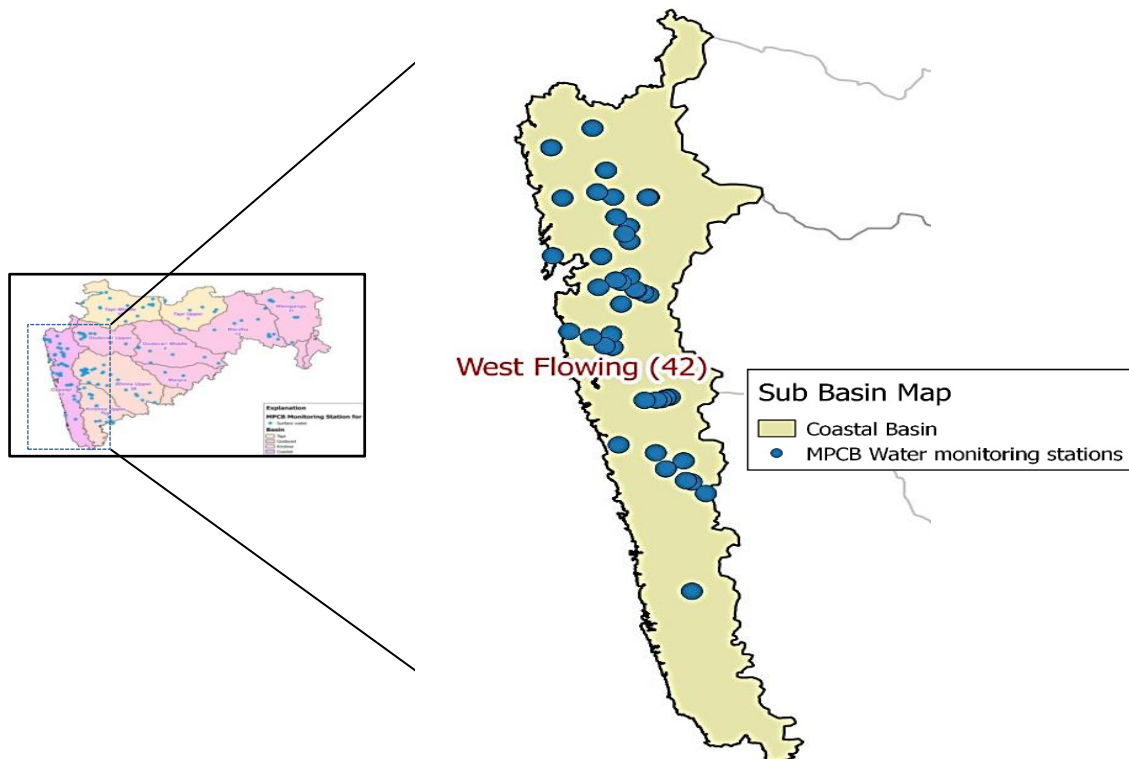 West Flowing (42)
Sub Basin Map
Coastal Basin
MPCB Water monitoring stations
Explanation
MPCB Monitoring Station for
Surface water
Basin
Tapi
Godavari
Krishna
Coastal